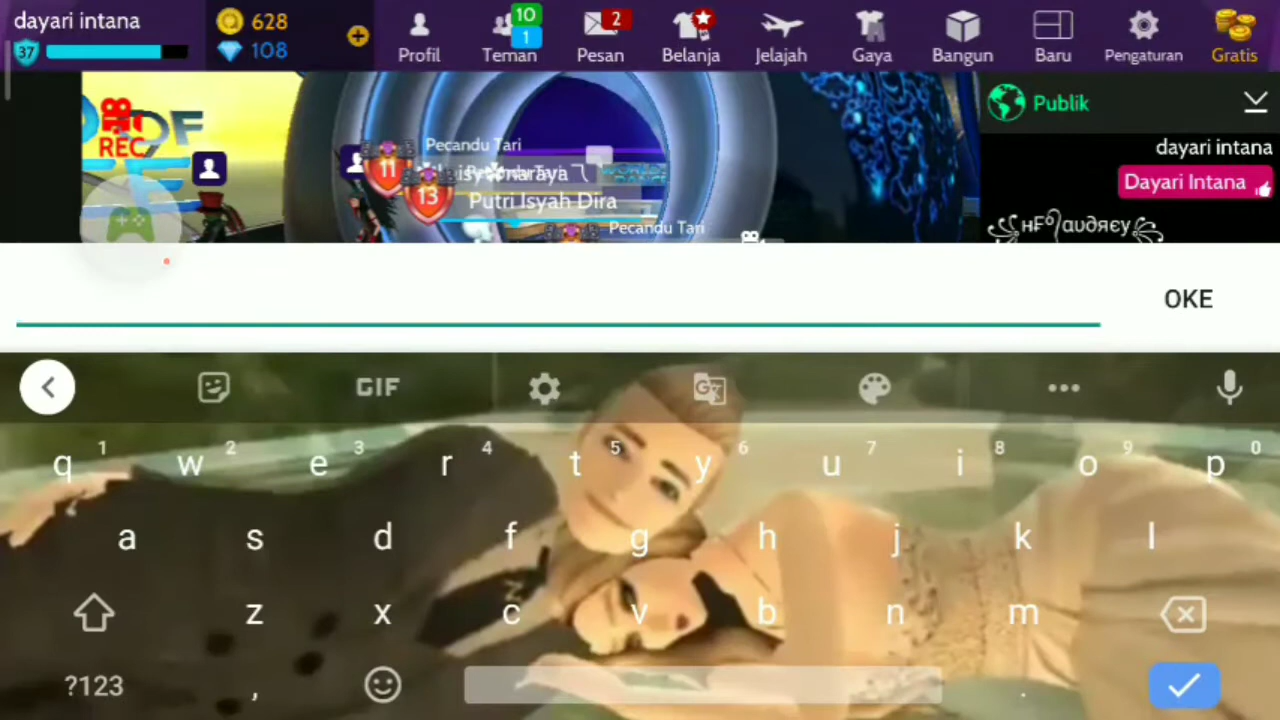 dayari intana
37
628
108
10
1
2
Profil
Teman
Pesan
Belanja
Jelajah
Gaya
Bangun
Baru
Pengaturan
Gratis
REC
Publik
dayari intana
Dayari Intana
Pecandu Tari
11
13
Putri Isyah Dira
Pecandu Tari
OKE
GIF
1 2 3 4 5 6 7 8 9 0
q w e r t y u i o p
a s d f g h j k l
z x c v b n m
?123 , .